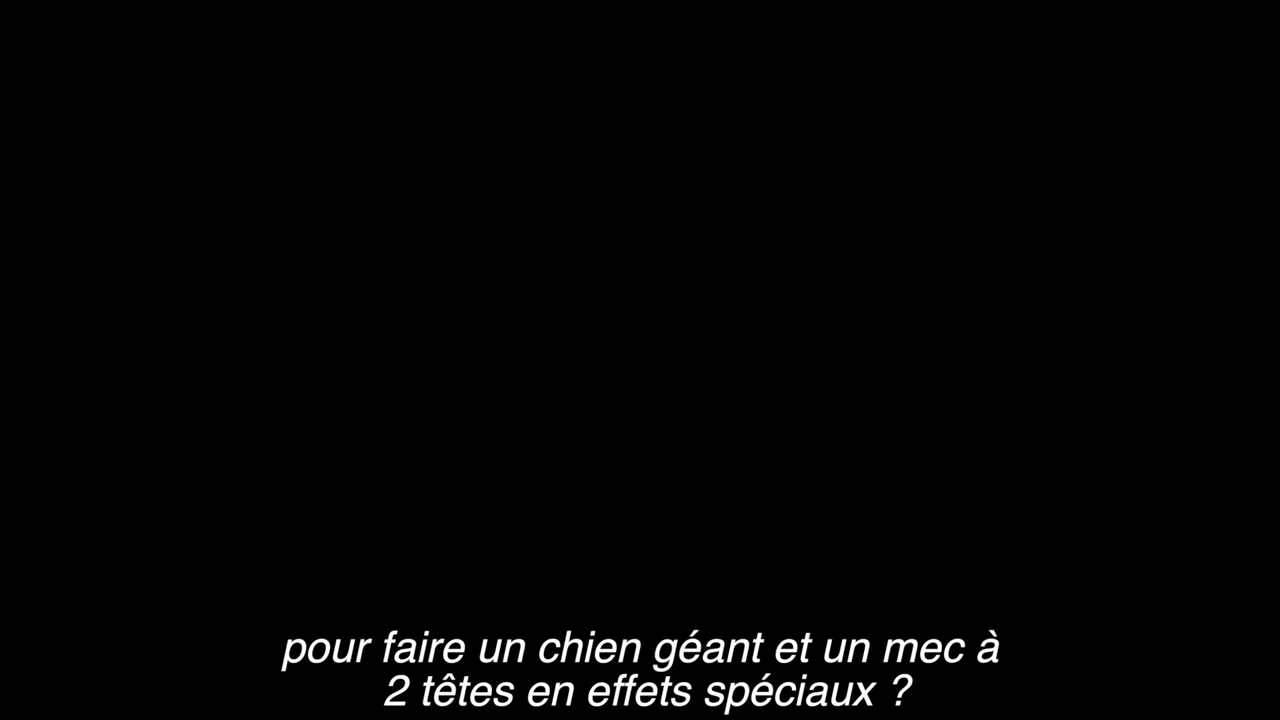 pour faire un chien géant et un mec à
2 têtes en effets spéciaux ?